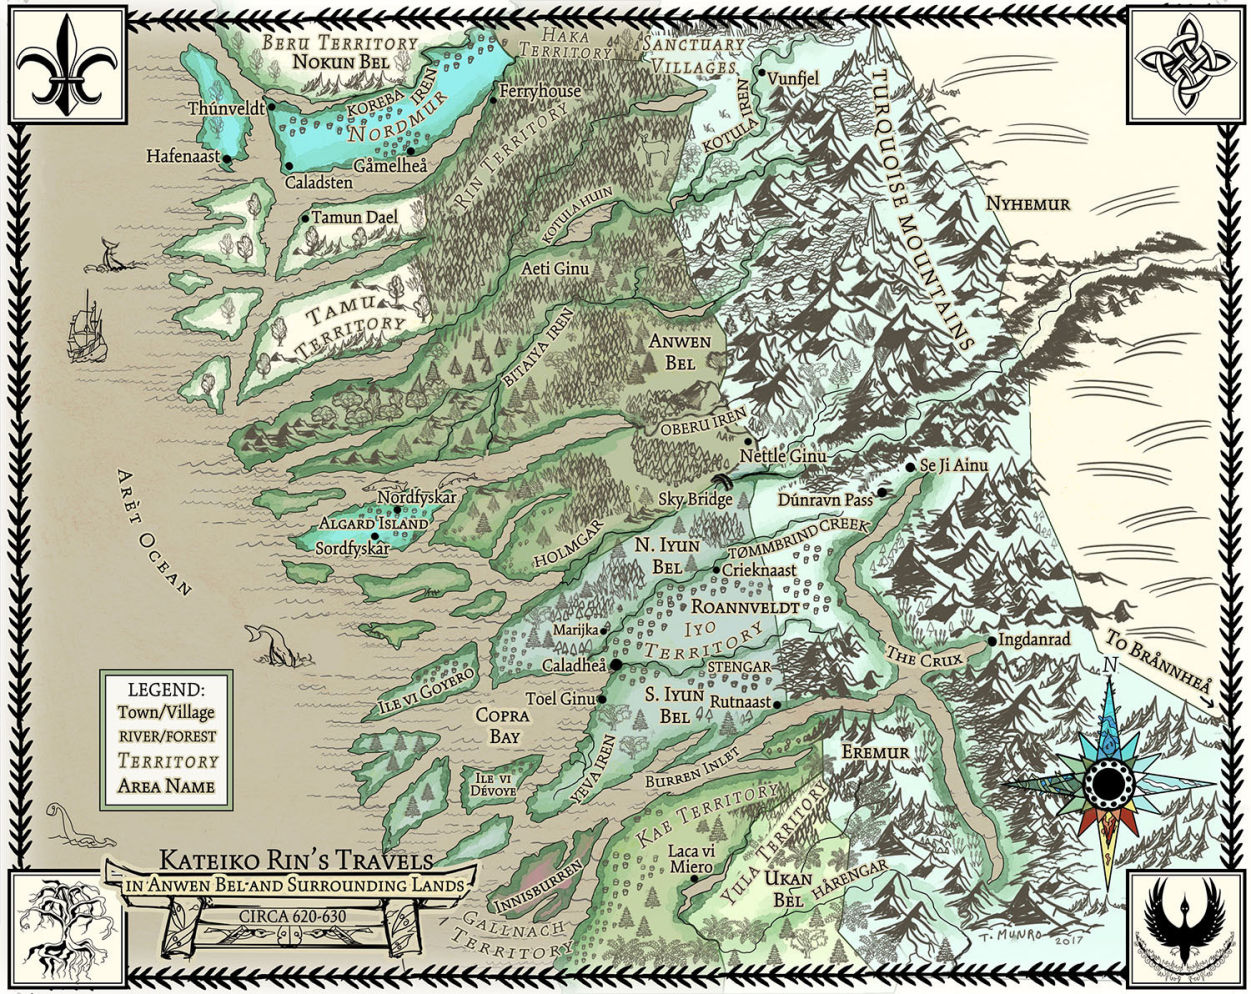 BERU TERRITORY
NOKUN BEL
HAKA
TERRITORY
SANCTUARY
VILLAGES
Vunfjel
KOTULA IREN
TURQUOISE MOUNTAINS
Thúnveldt
KOREBA IREN
NORDMUR
Ferryhouse
Hafenaast
Gåmelheå
Caladsten
RIN TERRITORY
Tamun Dael
KOTULA HUIN
NYHEMUR
Aeti Ginu
TAMU
TERRITORY
BITAIYA IREN
ANWEN
BEL
OBERU IREN
Nettle Ginu
Se Ji Ainu
Sky Bridge
Dúnravn Pass
Nordfyskår
ALGARD ISLAND
Sordfyskår
ARÊT OCEAN
HOLMGAR
N. IYUN
BEL
TØMMBRIND CREEK
Crieknaast
ROANNVELDT
Marijka
IYO
TERRITORY
Caladheå
STENGAR
THE CRUX
Ingdanrad
TO BRÅNNHEÅ
N
ILE VI GOYERO
Toel Ginu
S. IYUN
BEL
Rutnaast
COPRA
BAY
LEGEND:
Town/Village
RIVER/FOREST
TERRITORY
AREA NAME
ILE VI
DÉVOYE
YEVA IREN
BURREN INLET
EREMUR
KAE TERRITORY
Laca vi
Miero
YULA TERRITORY
UKAN
BEL
HÅRENGAR
INNISBURREN
GALLNACH
TERRITORY
KATEIKO RIN'S TRAVELS
IN ANWEN BEL AND SURROUNDING LANDS
CIRCA 620-630
T. MUNRO 2017